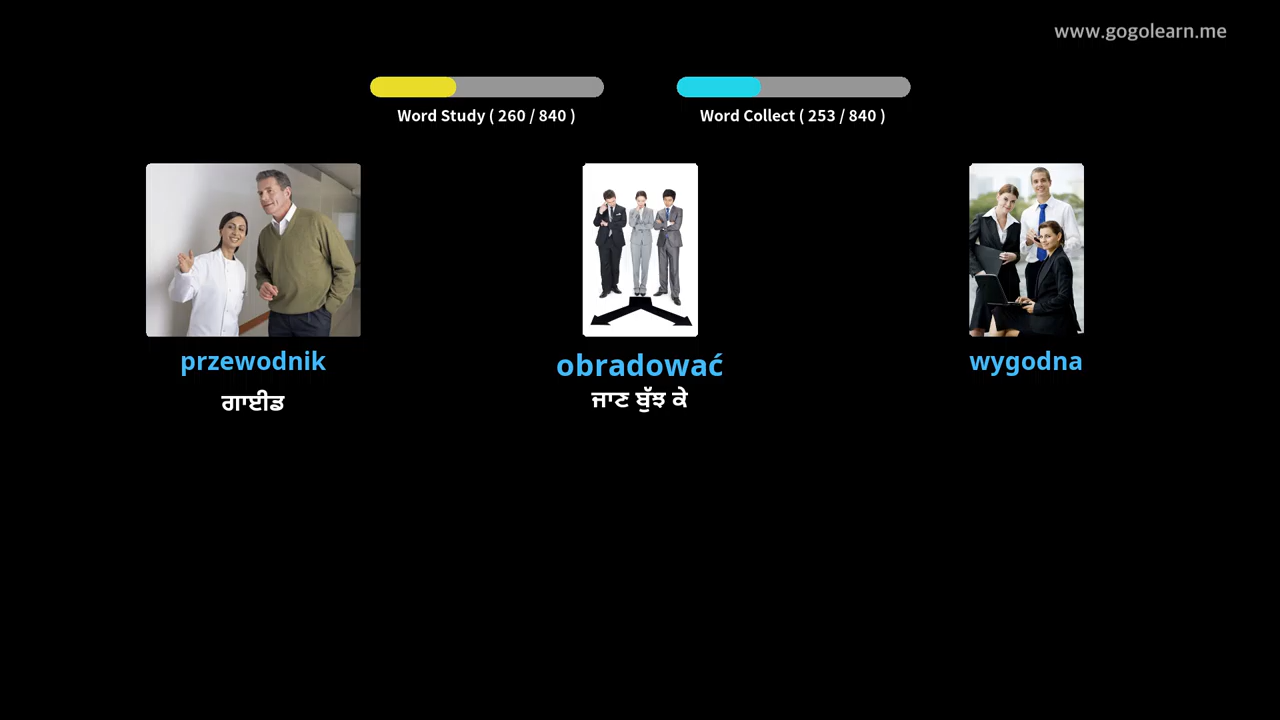 www.gogolearn.me
Word Study ( 260 / 840 )
Word Collect ( 253 / 840 )
przewodnik
obradować
wygodna
ਗਾਈਡ
ਜਾਣ ਬੁੱਝ ਕੇ